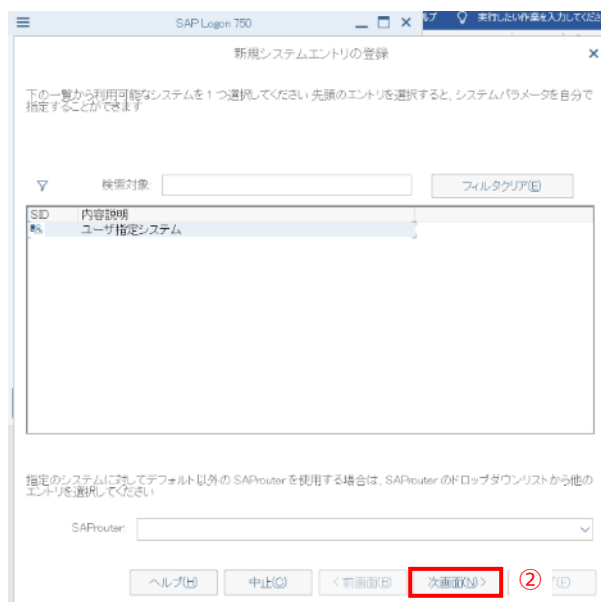 SAP Logon 750
ルプ 実行したい作業を入力してくださ
新規システムエントリの登録
下の一覧から利用可能なシステムを1つ選択してください 先頭のエントリを選択すると、システムパラメータを自分で
指定することができます
検索対象:
フィルタクリア(E)
SID 内容説明
ユーザ指定システム
指定のシステムに対してデフォルト以外の SAProuter を使用する場合は、SAProuter のドロップダウンリストから他の
エントリを選択してください
SAProuter:
ヘルプ(H) 中止(C) <前画面(B) 次画面(N)> ②